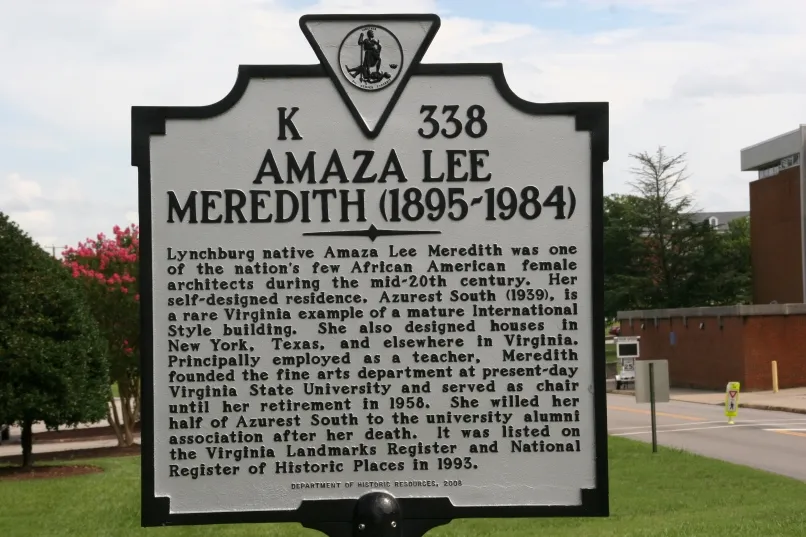 K 338
AMAZA LEE
MEREDITH (1895-1984)
Lynchburg native Amaza Lee Meredith was one
of the nation's few African American female
architects during the mid-20th century. Her
self-designed residence, Azurest South (1939), is
a rare Virginia example of a mature International
Style building. She also designed houses in
New York, Texas, and elsewhere in Virginia.
Principally employed as a teacher, Meredith
founded the fine arts department at present-day
Virginia State University and served as chair
until her retirement in 1958. She willed her
half of Azurest South to the university alumni
association after her death. It was listed on
the Virginia Landmarks Register and National
Register of Historic Places in 1993.
DEPARTMENT OF HISTORIC RESOURCES, 2008